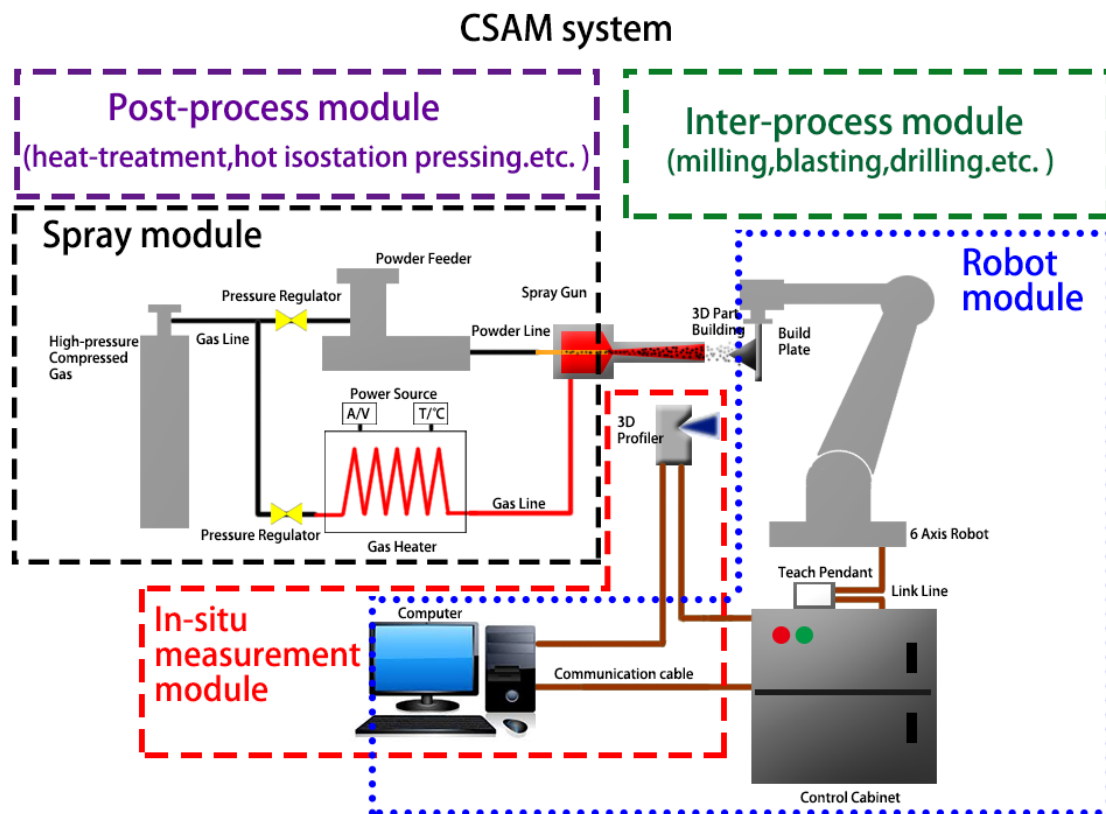 CSAM system
Post-process module
(heat-treatment,hot isostation pressing.etc. )
Inter-process module
(milling,blasting,drilling.etc. )
Spray module
Powder Feeder
Pressure Regulator
Spray Gun
High-pressure
Compressed
Gas
Gas Line
Powder Line
3D Part
Building
Build
Plate
Robot
module
Power Source
A/V
T/℃
3D
Profiler
Gas Line
Pressure Regulator
Gas Heater
6 Axis Robot
Teach Pendant
Link Line
In-situ
measurement
module
Computer
Communication cable
Control Cabinet